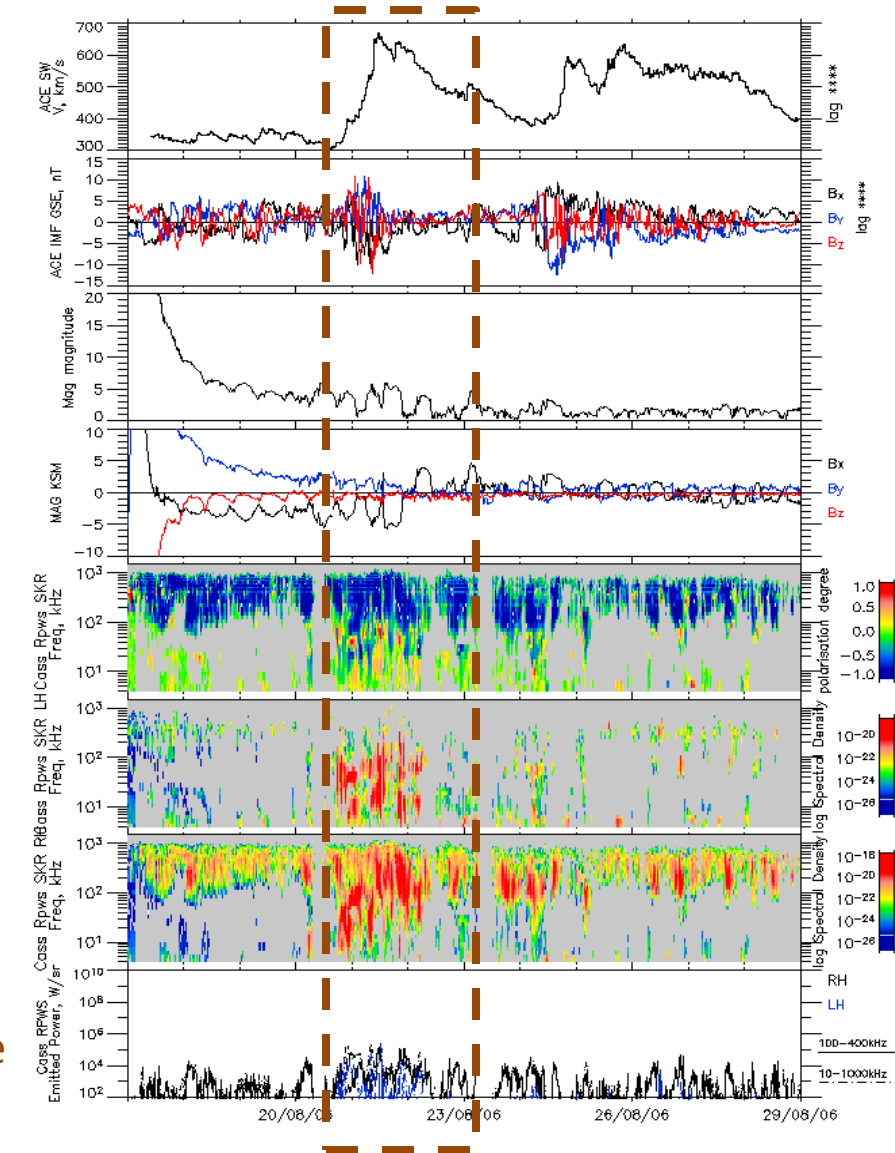 ACE SW
V, km/s
700
600
500
400
300
lag ****
ACE IMF GSE, nT
15
10
5
0
−5
−10
−15
Bx
By
Bz
lag ****
Mag magnitude
20
15
10
5
0
MAG KSM
10
5
0
−5
−10
Bx
By
Bz
Cass Rpws SKR
Freq, kHz
10³
10²
10¹
polarisation degree
1.0
0.5
0.0
−0.5
−1.0
LH
Cass Rpws SKR
Freq, kHz
10³
10²
10¹
log Spectral Density
10−20
10−22
10−24
10−26
RH
Cass Rpws SKR
Freq, kHz
10³
10²
10¹
log Spectral Density
10−18
10−20
10−22
10−24
10−26
Cass RPWS
Emitted Power, W/sr
10¹⁰
10⁸
10⁶
10⁴
10²
RH
LH
100−400kHz
10−1000kHz
e
26/08/06
29/08/06